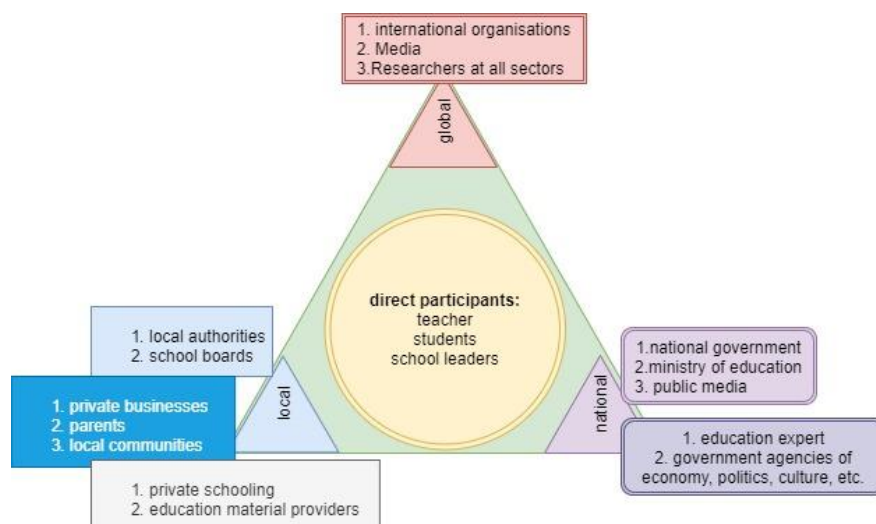 1. international organisations
2. Media
3.Researchers at all sectors
global
direct participants:
teacher
students
school leaders
1. local authorities
2. school boards
1. private businesses
2. parents
3. local communities
1. private schooling
2. education material providers
local
1.national government
2.ministry of education
3. public media
national
1. education expert
2. government agencies of
economy, politics, culture, etc.